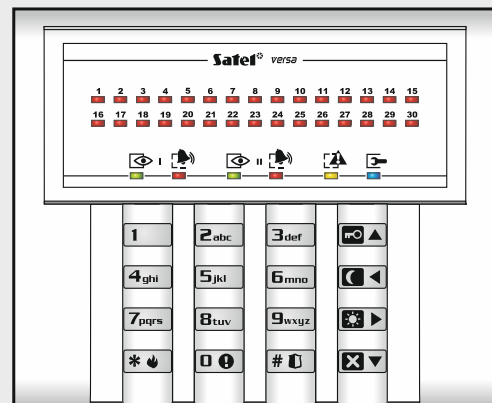 Satel versa
1 2 3 4 5 6 7 8 9 10 11 12 13 14 15
16 17 18 19 20 21 22 23 24 25 26 27 28 29 30
I II
1 2abc 3def
4ghi 5jkl 6mno
7pqrs 8tuv 9wxyz
* 0 #